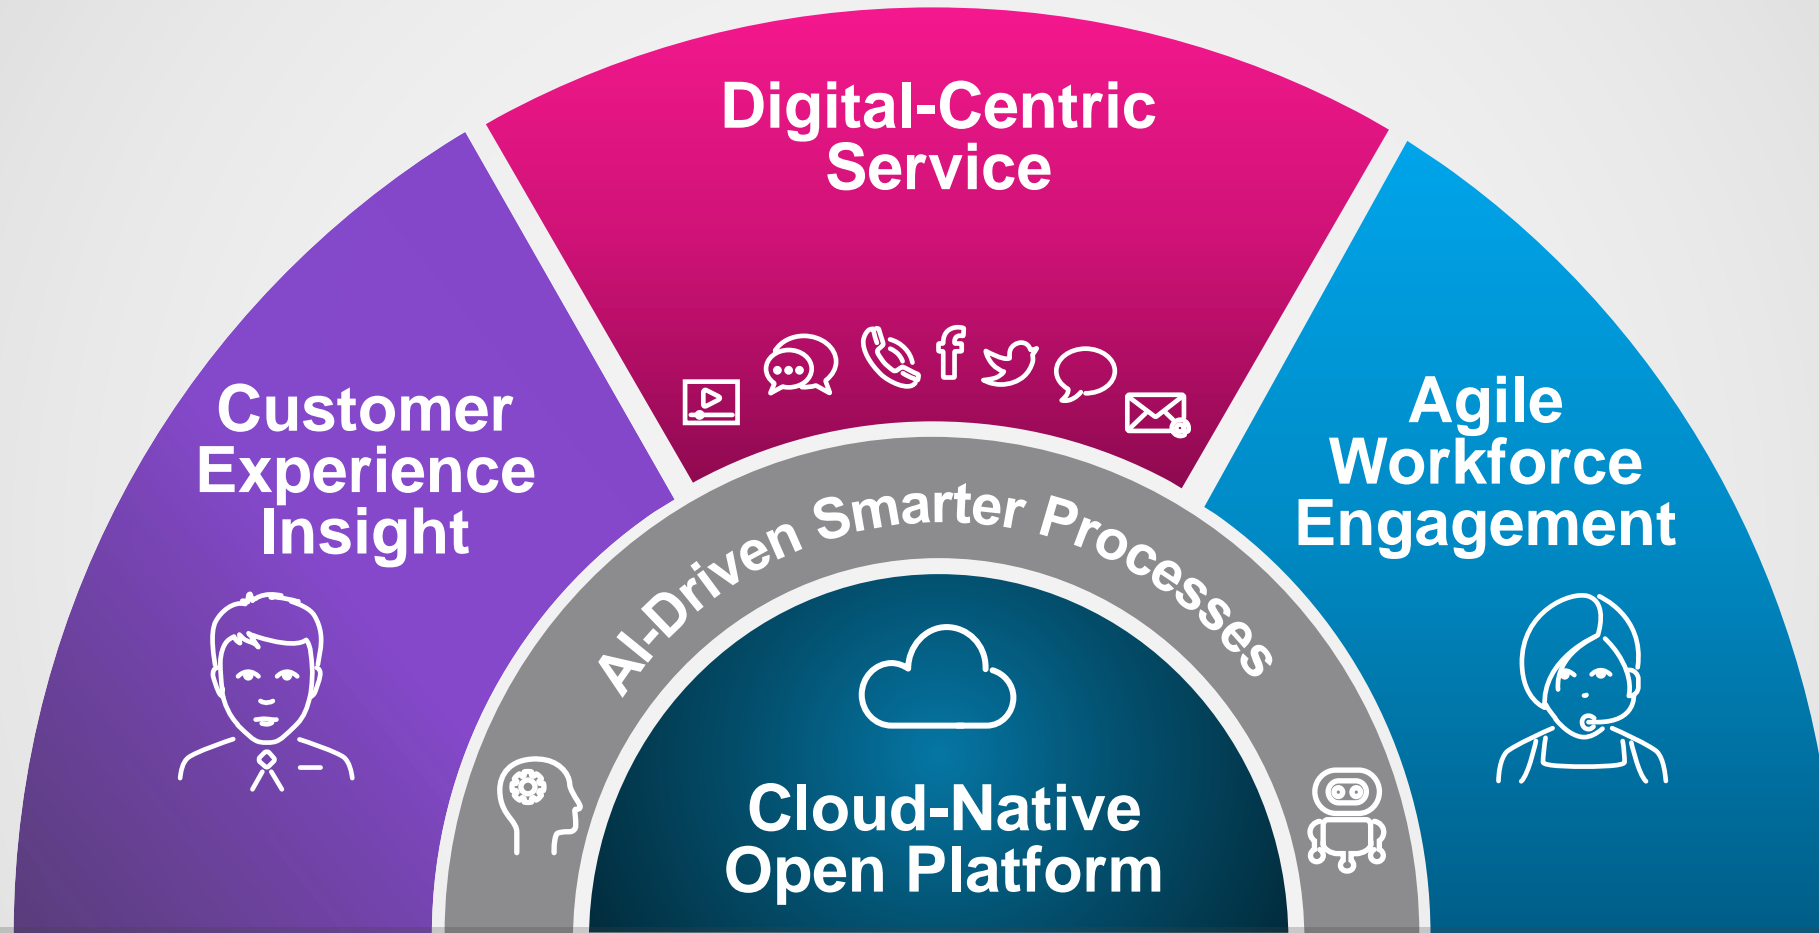 Digital-Centric
Service
Customer
Experience
Insight
Agile
Workforce
Engagement
AI-Driven Smarter Processes
Cloud-Native
Open Platform